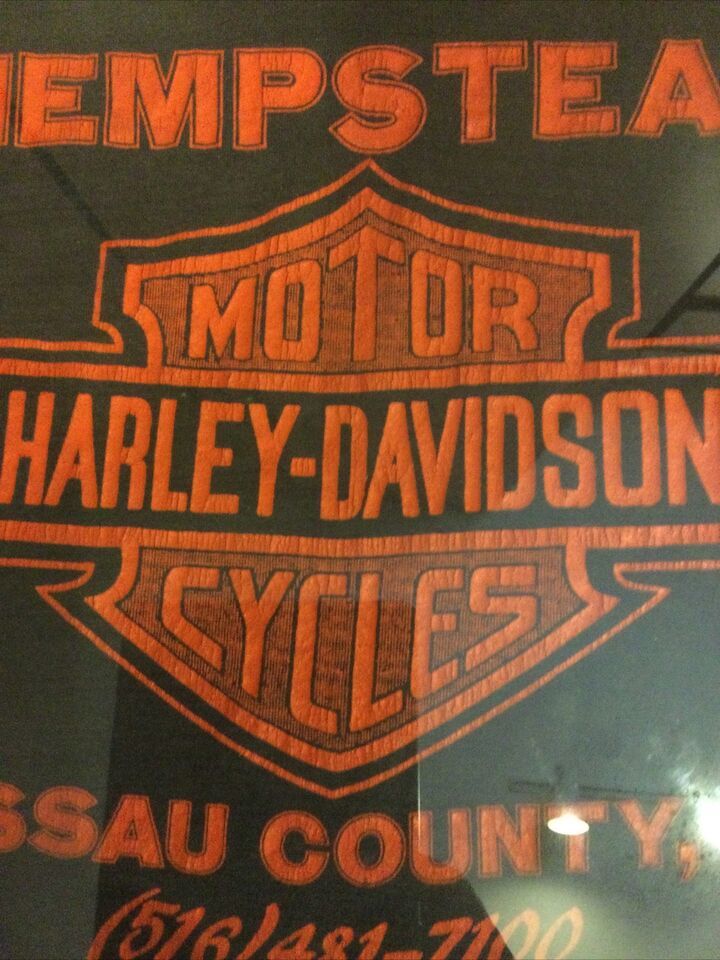 HEMPSTEA
MOTOR
HARLEY-DAVIDSON
CYCLES
SSAU COUNTY,
(516)481-7100